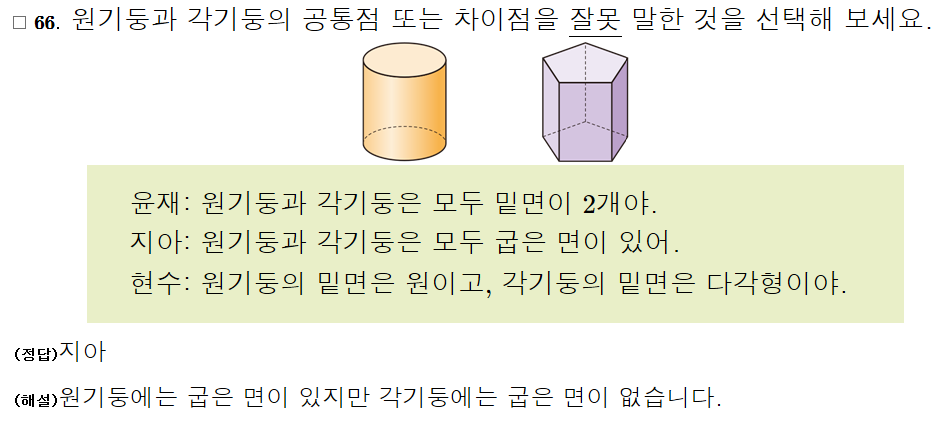 □ 66. 원기둥과 각기둥의 공통점 또는 차이점을 잘못 말한 것을 선택해 보세요.
윤재: 원기둥과 각기둥은 모두 밑면이 2개야.
지아: 원기둥과 각기둥은 모두 굽은 면이 있어.
현수: 원기둥의 밑면은 원이고, 각기둥의 밑면은 다각형이야.
(정답)지아
(해설)원기둥에는 굽은 면이 있지만 각기둥에는 굽은 면이 없습니다.